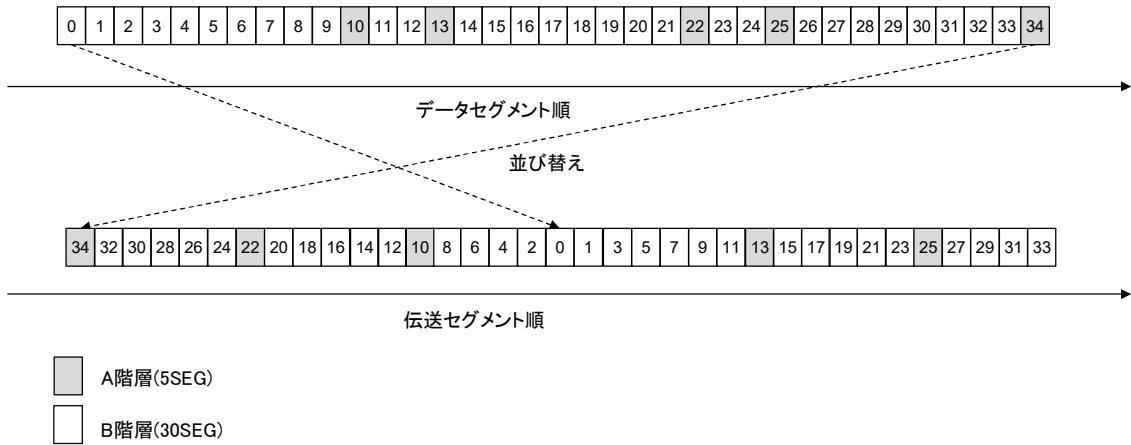 0 1 2 3 4 5 6 7 8 9 10 11 12 13 14 15 16 17 18 19 20 21 22 23 24 25 26 27 28 29 30 31 32 33 34
データセグメント順
並び替え
34 32 30 28 26 24 22 20 18 16 14 12 10 8 6 4 2 0 1 3 5 7 9 11 13 15 17 19 21 23 25 27 29 31 33
伝送セグメント順
A階層(5SEG)
B階層(30SEG)